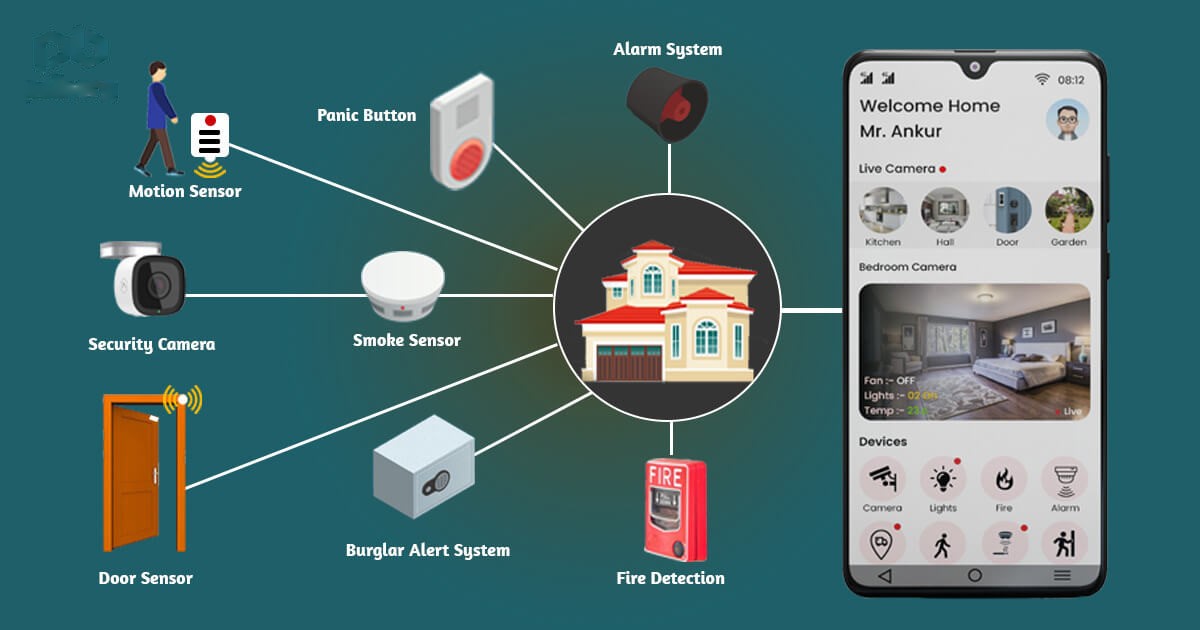 Alarm System
Panic Button
Motion Sensor
Security Camera
Smoke Sensor
Door Sensor
Burglar Alert System
FIRE
Fire Detection
08:12
Welcome Home
Mr. Ankur
Live Camera
Kitchen
Hall
Door
Garden
Bedroom Camera
Fan :- OFF
Lights :- 02
Temp :-
Live
Devices
Camera
Lights
Fire
Alarm